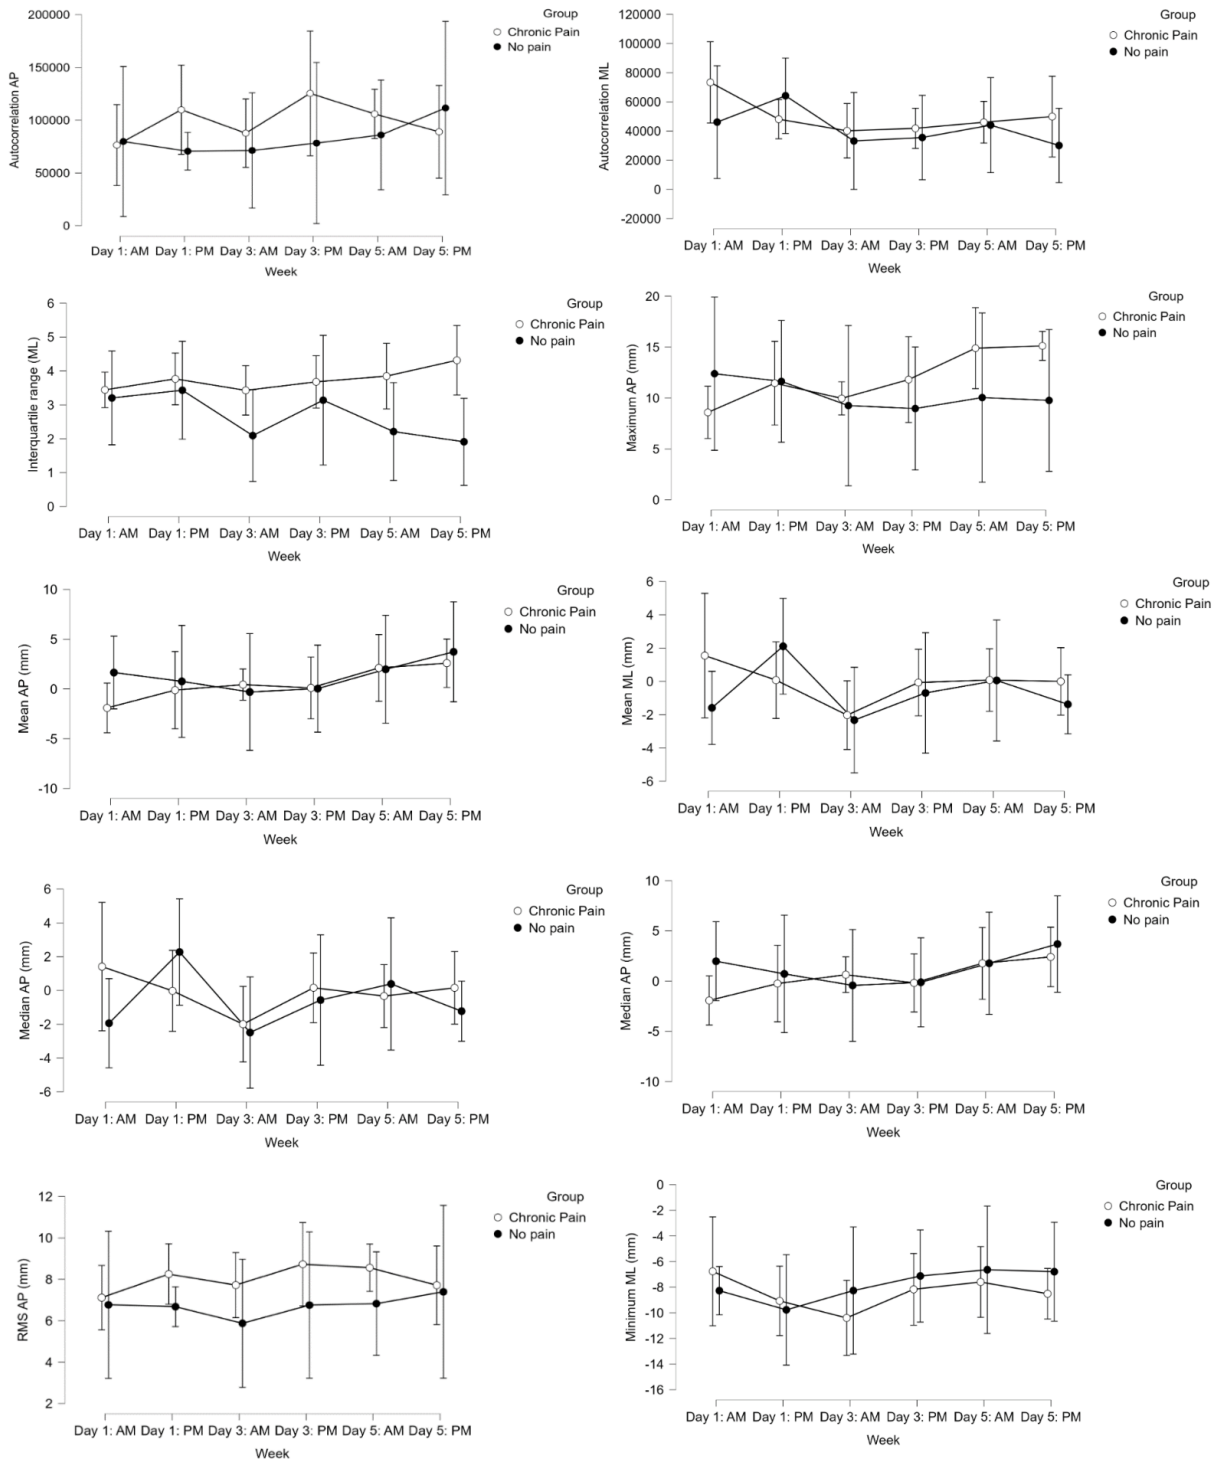 Group
Chronic Pain
No pain
Autocorrelation AP
200000
150000
100000
50000
0
Day 1: AM Day 1: PM Day 3: AM Day 3: PM Day 5: AM Day 5: PM
Week
Group
Chronic Pain
No pain
Autocorrelation ML
120000
100000
80000
60000
40000
20000
0
-20000
Day 1: AM Day 1: PM Day 3: AM Day 3: PM Day 5: AM Day 5: PM
Week
Group
Chronic Pain
No pain
Interquartile range (ML)
6
5
4
3
2
1
0
Day 1: AM Day 1: PM Day 3: AM Day 3: PM Day 5: AM Day 5: PM
Week
Group
Chronic Pain
No pain
Maximum AP (mm)
20
15
10
5
0
Day 1: AM Day 1: PM Day 3: AM Day 3: PM Day 5: AM Day 5: PM
Week
Group
Chronic Pain
No pain
Mean AP (mm)
10
5
0
-5
-10
Day 1: AM Day 1: PM Day 3: AM Day 3: PM Day 5: AM Day 5: PM
Week
Group
Chronic Pain
No pain
Mean ML (mm)
6
4
2
0
-2
-4
-6
Day 1: AM Day 1: PM Day 3: AM Day 3: PM Day 5: AM Day 5: PM
Week
Group
Chronic Pain
No pain
Median AP (mm)
6
4
2
0
-2
-4
-6
Day 1: AM Day 1: PM Day 3: AM Day 3: PM Day 5: AM Day 5: PM
Week
Group
Chronic Pain
No pain
Median AP (mm)
10
5
0
-5
-10
Day 1: AM Day 1: PM Day 3: AM Day 3: PM Day 5: AM Day 5: PM
Week
Group
Chronic Pain
No pain
RMS AP (mm)
12
10
8
6
4
2
Day 1: AM Day 1: PM Day 3: AM Day 3: PM Day 5: AM Day 5: PM
Week
Group
Chronic Pain
No pain
Minimum ML (mm)
0
-2
-4
-6
-8
-10
-12
-14
-16
Day 1: AM Day 1: PM Day 3: AM Day 3: PM Day 5: AM Day 5: PM
Week